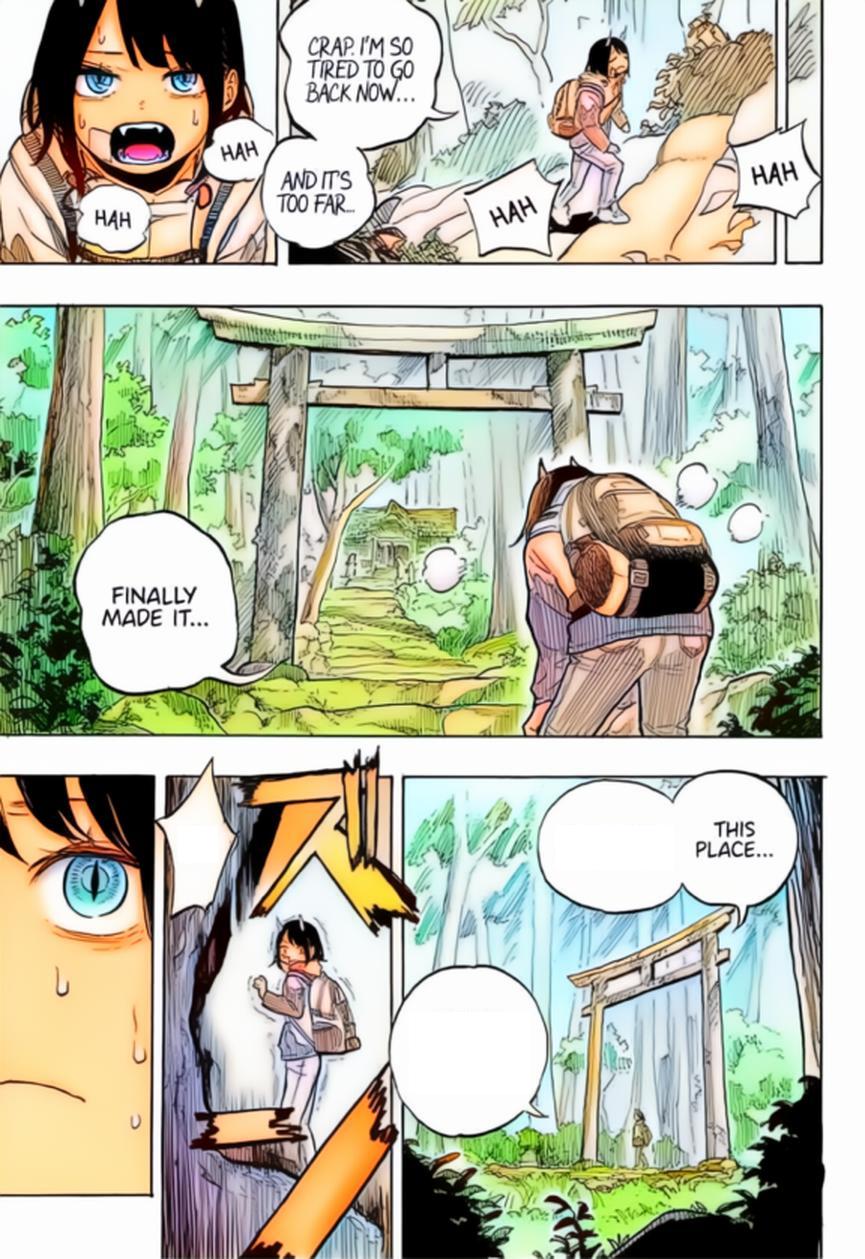 HAH
HAH
CRAP. I'M SO
TIRED TO GO
BACK NOW...
AND IT'S
TOO FAR...
HAH
HAH
FINALLY
MADE IT...
THIS
PLACE...
ズ